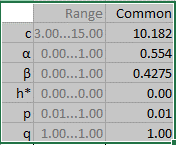 Range Common
c 3.00...15.00 10.182
α 0.00...1.00 0.554
β 0.00...1.00 0.4275
h* 0.00...0.00 0.00
p 0.01...1.00 0.01
q 1.00...1.00 1.00